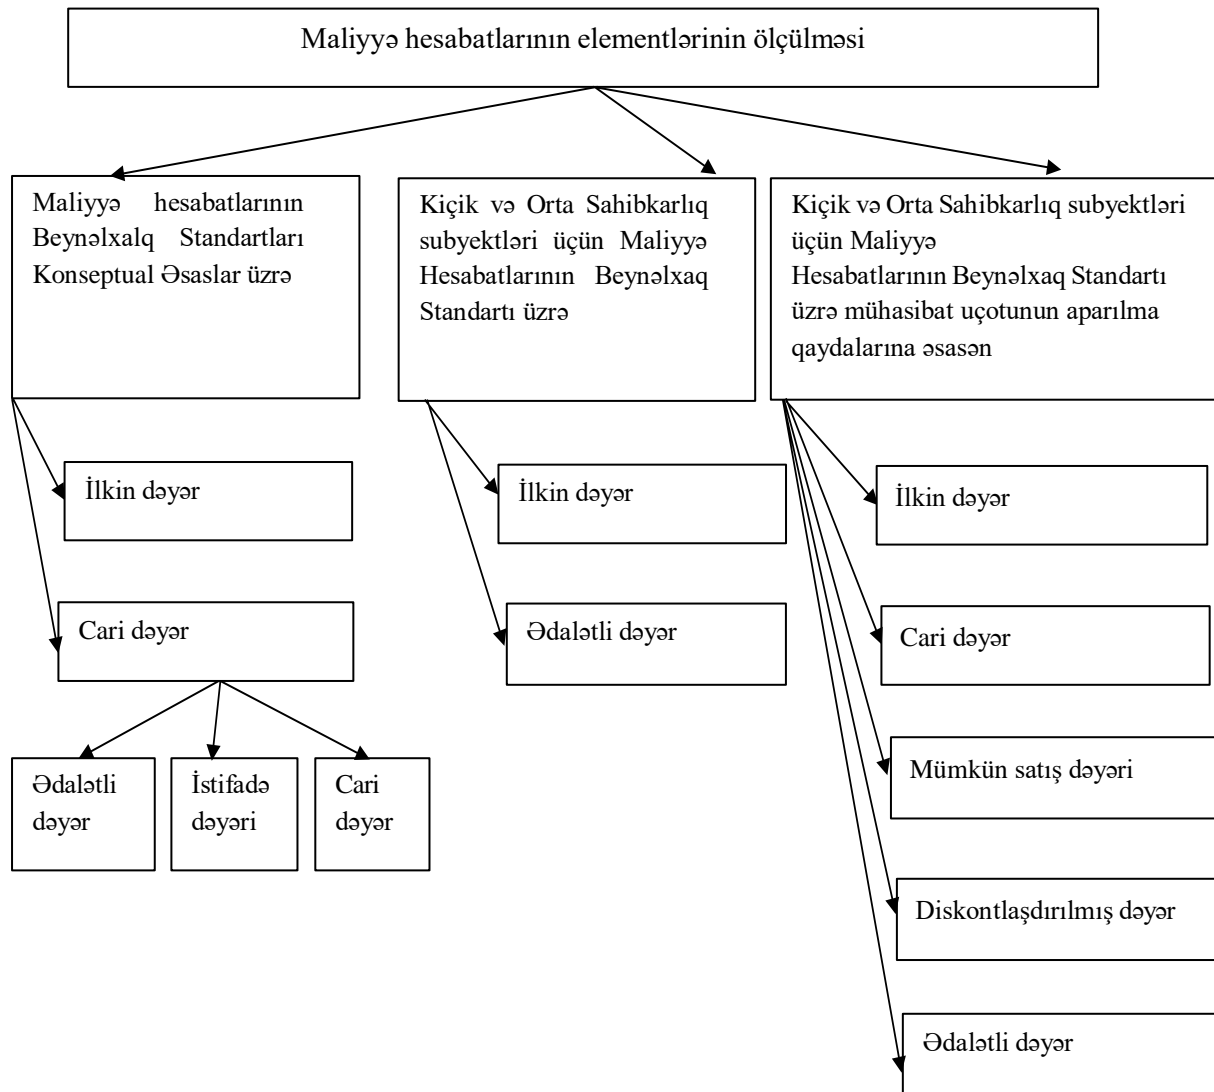 Maliyyə hesabatlarının elementlərinin ölçülməsi
Maliyyə hesabatlarının
Beynəlxalq Standartları
Konseptual Əsaslar üzrə
Kiçik və Orta Sahibkarlıq
subyektləri üçün Maliyyə
Hesabatlarının Beynəlxaq
Standartı üzrə
Kiçik və Orta Sahibkarlıq subyektləri
üçün Maliyyə
Hesabatlarının Beynəlxaq Standartı
üzrə mühasibat uçotunun aparılma
qaydalarına əsasən
İlkin dəyər
İlkin dəyər
İlkin dəyər
Cari dəyər
Ədalətli dəyər
Cari dəyər
Ədalətli
dəyər
İstifadə
dəyəri
Cari
dəyər
Mümkün satış dəyəri
Diskontlaşdırılmış dəyər
Ədalətli dəyər